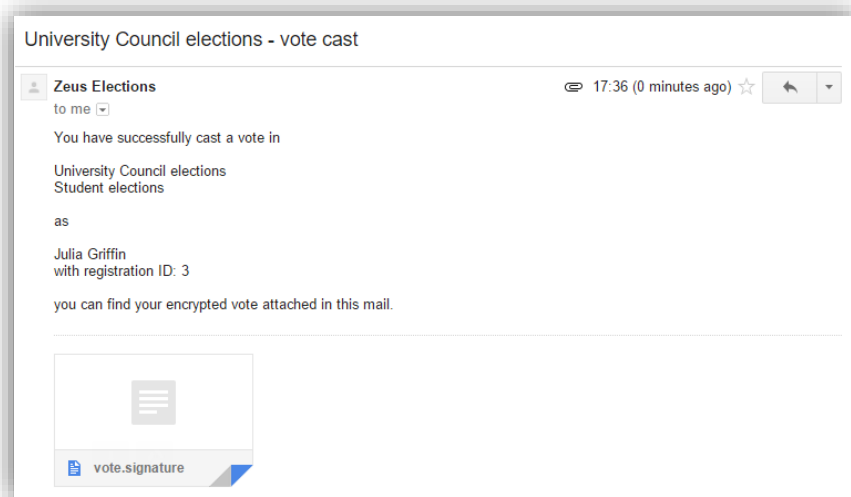 University Council elections - vote cast
Zeus Elections
17:36 (0 minutes ago)
to me
You have successfully cast a vote in
University Council elections
Student elections
as
Julia Griffin
with registration ID: 3
you can find your encrypted vote attached in this mail.
vote.signature